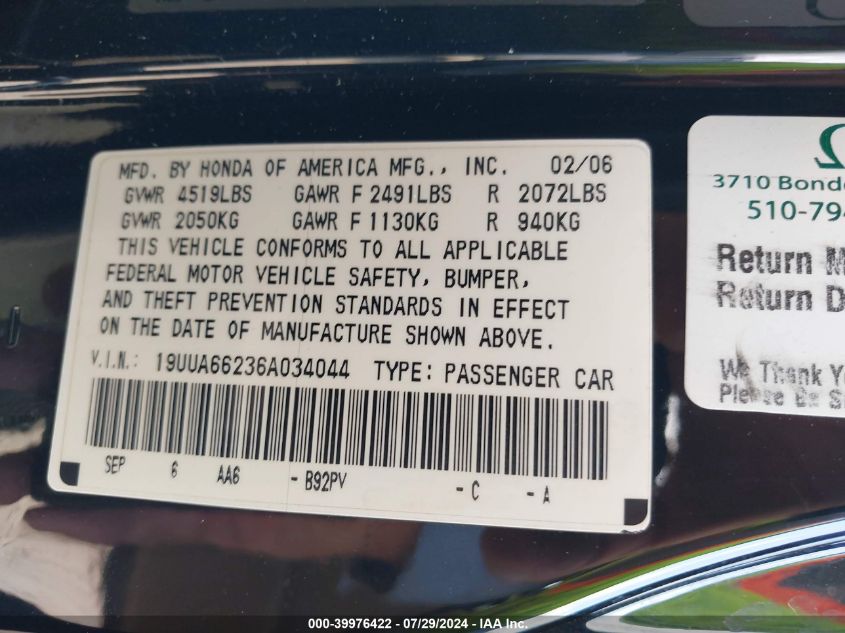 MFD. BY HONDA OF AMERICA MFG., INC. 02/06
GVWR 4519LBS GAWR F 2491LBS R 2072LBS
GVWR 2050KG GAWR F 1130KG R 940KG
THIS VEHICLE CONFORMS TO ALL APPLICABLE
FEDERAL MOTOR VEHICLE SAFETY, BUMPER,
AND THEFT PREVENTION STANDARDS IN EFFECT
ON THE DATE OF MANUFACTURE SHOWN ABOVE.
V.I.N.: 19UUA66236A034044 TYPE: PASSENGER CAR
SEP 6 AA6 - B92PV - C - A
3710 Bond
510-79
Return M
Return D
We Thank Y
Please Be S
000-39976422 - 07/29/2024 - IAA Inc.